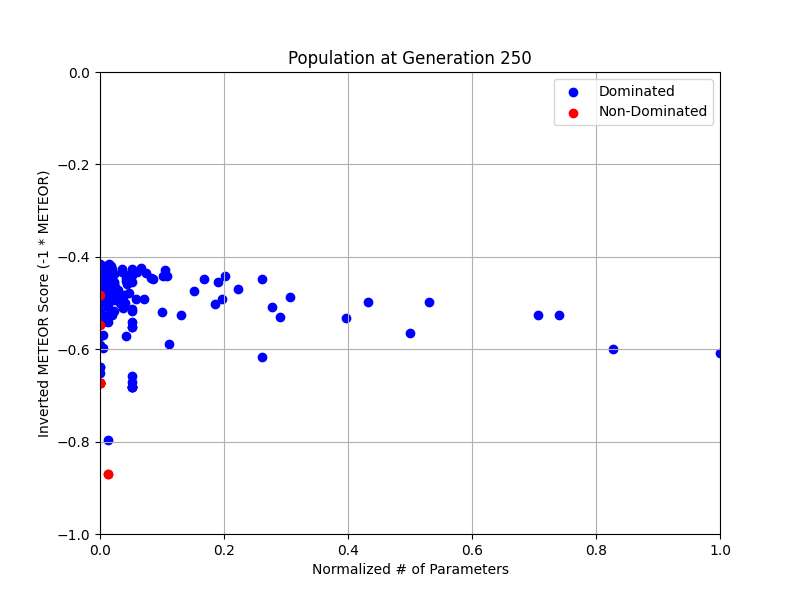 Population at Generation 250
Dominated
Non-Dominated
0.0
−0.2
−0.4
−0.6
−0.8
−1.0
Inverted METEOR Score (-1 * METEOR)
0.0 0.2 0.4 0.6 0.8 1.0
Normalized # of Parameters